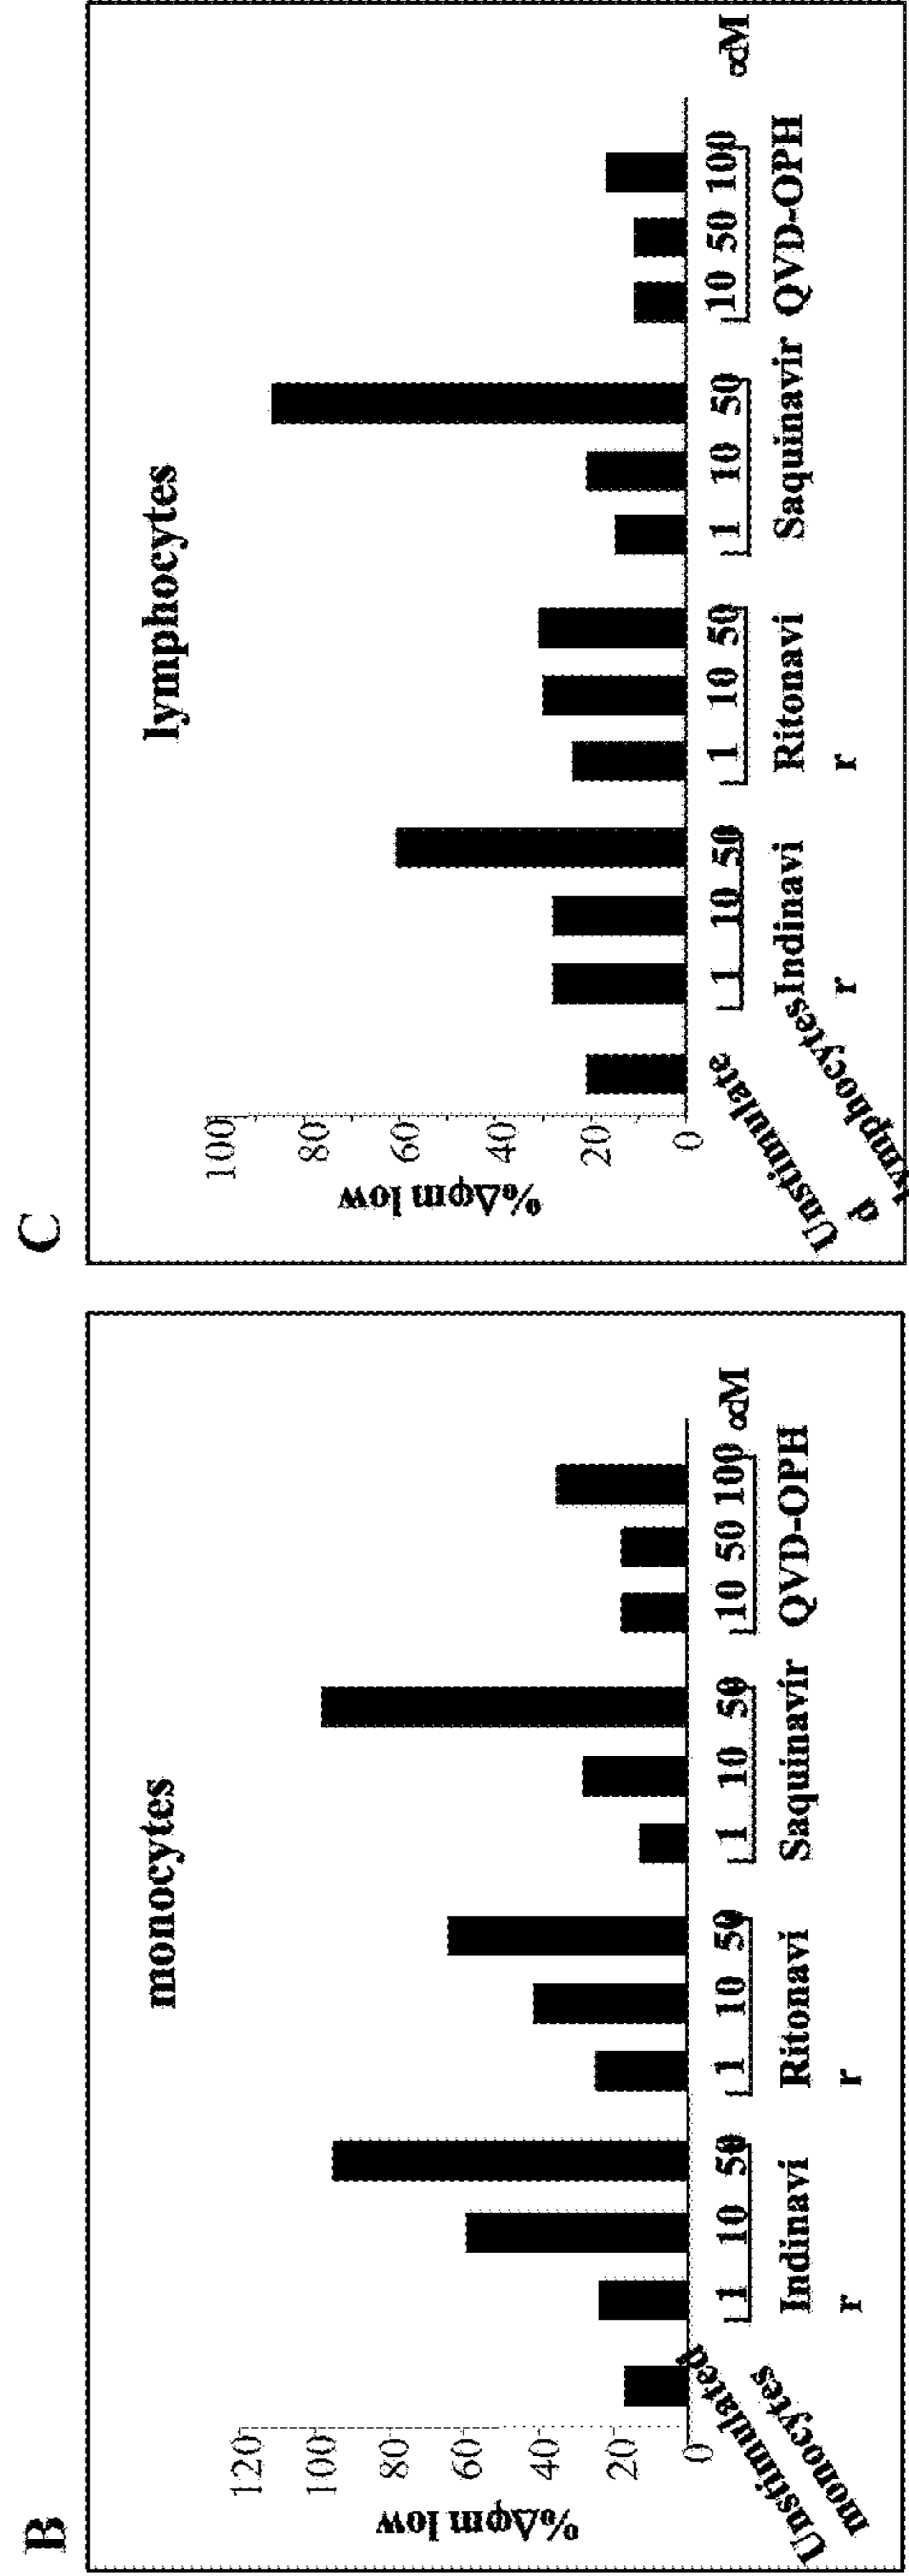 B
monocytes
120
100
80
60
40
20
0
%Δφm low
Unstimulated
monocytes
1 10 50
1 10 50
1 10 50
10 50 100
αM
Indinavi
r
Ritonavi
r
Saquinavir
QVD-OPH
C
lymphocytes
100
80
60
40
20
0
%Δφm low
Unstimulate
d
lymphocytes
1 10 50
1 10 50
1 10 50
10 50 100
αM
Indinavi
r
Ritonavi
r
Saquinavir
QVD-OPH